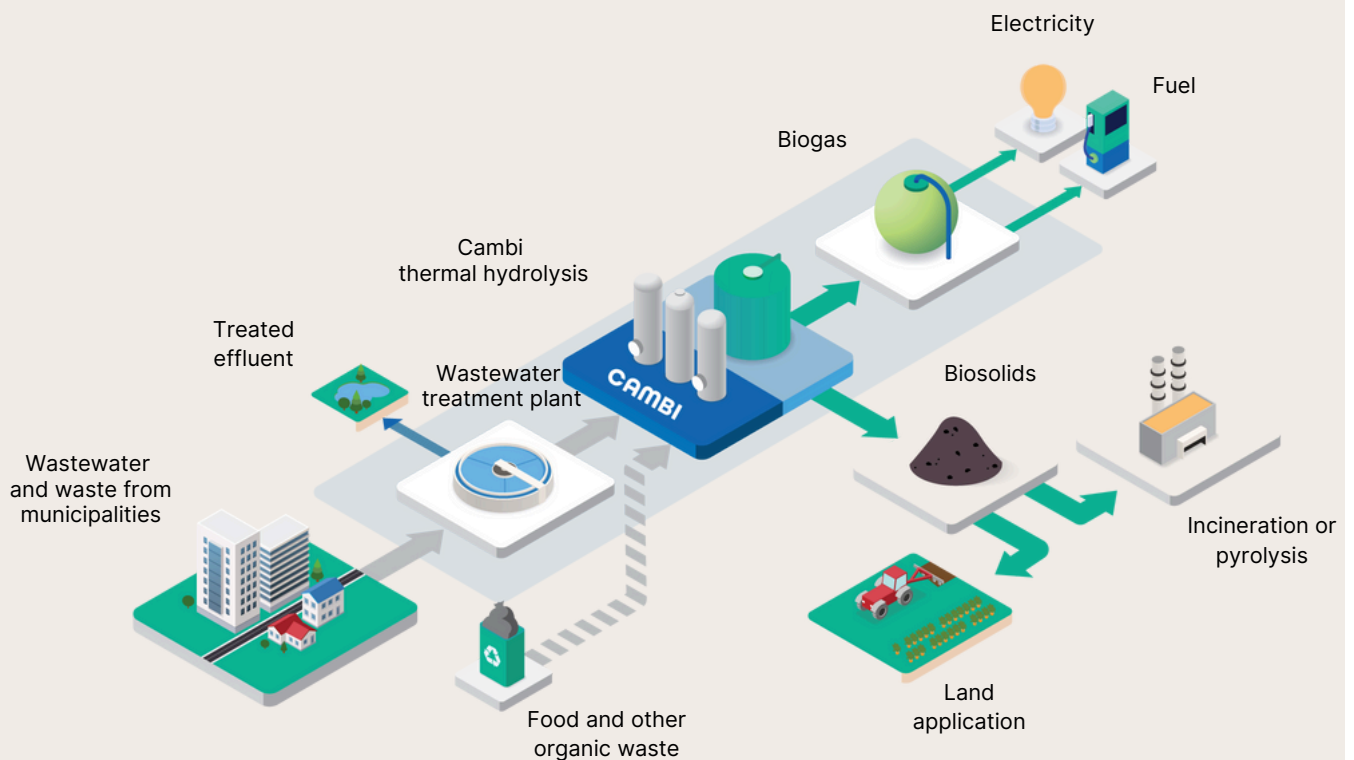 Electricity
Fuel
Biogas
Cambi
thermal hydrolysis
Treated
effluent
Wastewater
treatment plant
CAMBI
Biosolids
Wastewater
and waste from
municipalities
Incineration or
pyrolysis
Land
application
Food and other
organic waste